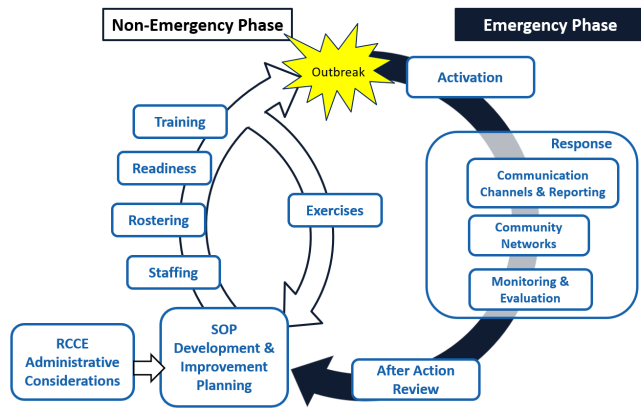 Non-Emergency Phase
Emergency Phase
Outbreak
Activation
Training
Response
Readiness
Communication
Channels & Reporting
Rostering
Exercises
Community
Networks
Staffing
Monitoring &
Evaluation
SOP
Development &
Improvement
Planning
RCCE
Administrative
Considerations
After Action
Review